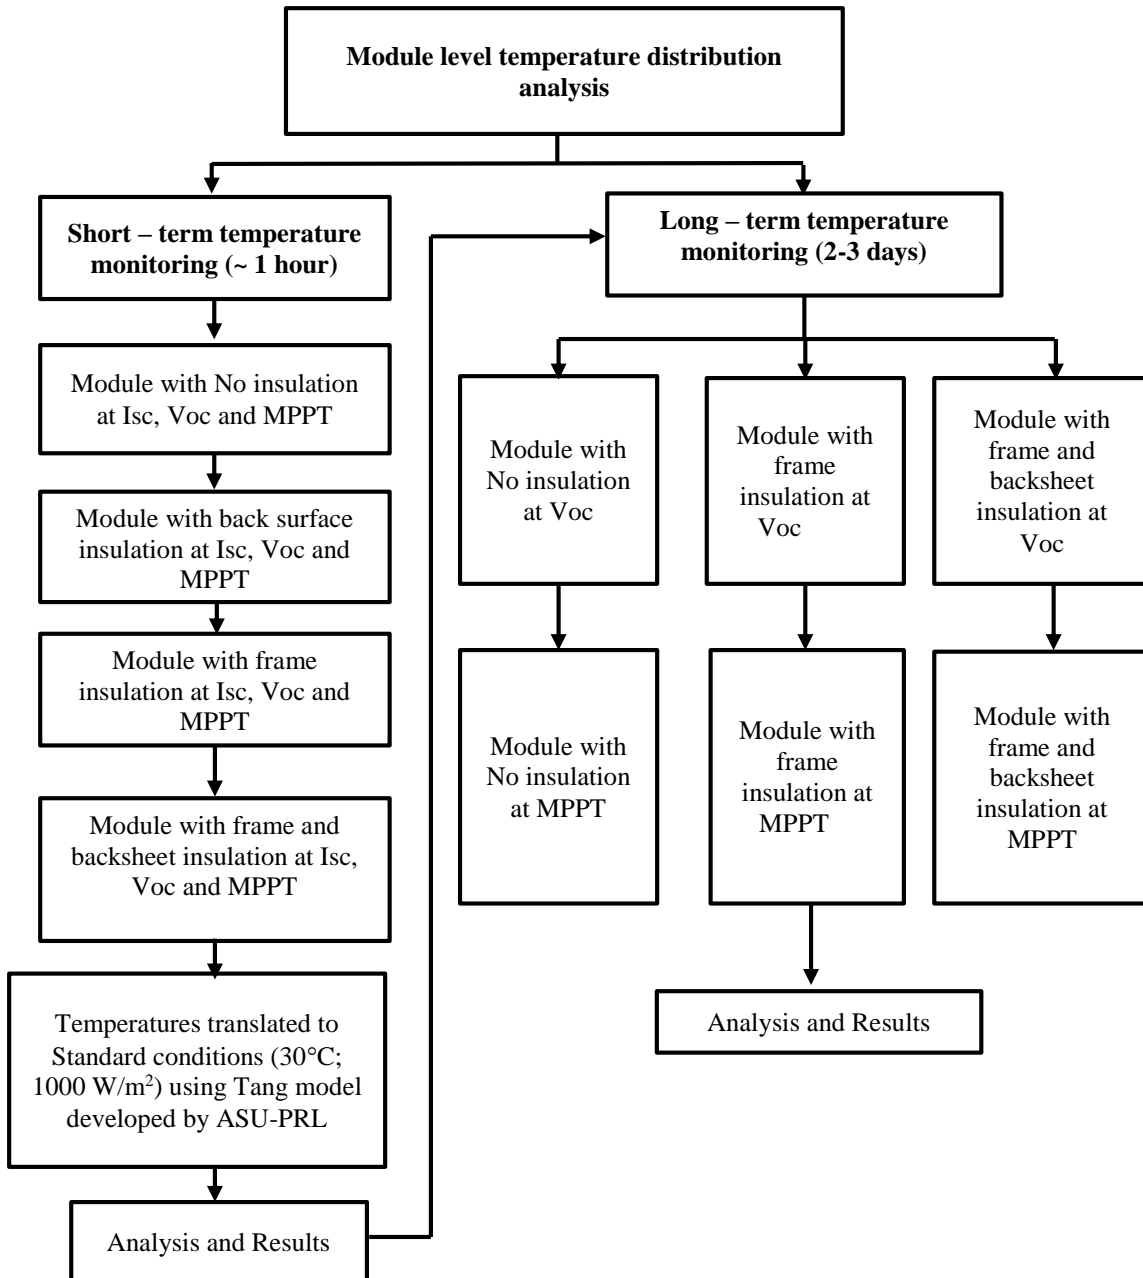 Module level temperature distribution
analysis
Short – term temperature
monitoring (~ 1 hour)
Long – term temperature
monitoring (2-3 days)
Module with No insulation
at Isc, Voc and MPPT
Module with back surface
insulation at Isc, Voc and
MPPT
Module with frame
insulation at Isc, Voc and
MPPT
Module with frame and
backsheet insulation at Isc,
Voc and MPPT
Temperatures translated to
Standard conditions (30°C;
1000 W/m²) using Tang model
developed by ASU-PRL
Analysis and Results
Module with
No insulation
at Voc
Module with
frame
insulation at
Voc
Module with
frame and
backsheet
insulation at
Voc
Module with
No insulation
at MPPT
Module with
frame
insulation at
MPPT
Module with
frame and
backsheet
insulation at
MPPT
Analysis and Results